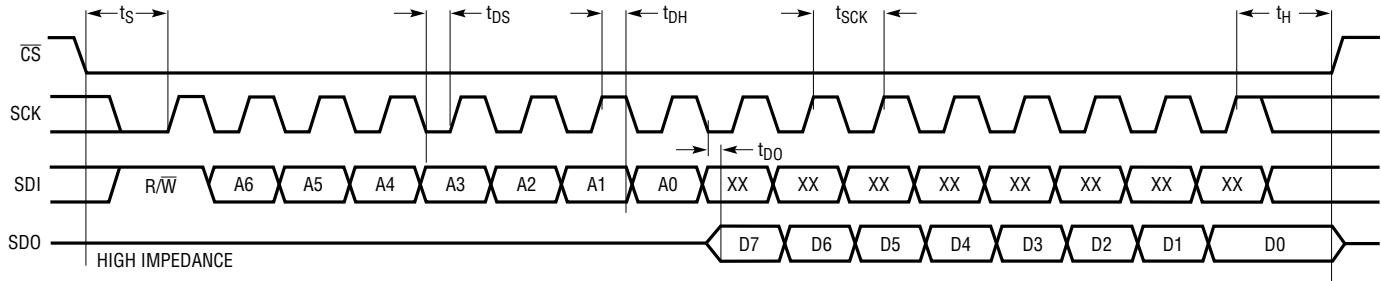 tS tDS tDH tSCK tH
CS
SCK
tDO
SDI R/W A6 A5 A4 A3 A2 A1 A0 XX XX XX XX XX XX XX XX
SDO D7 D6 D5 D4 D3 D2 D1 D0
HIGH IMPEDANCE